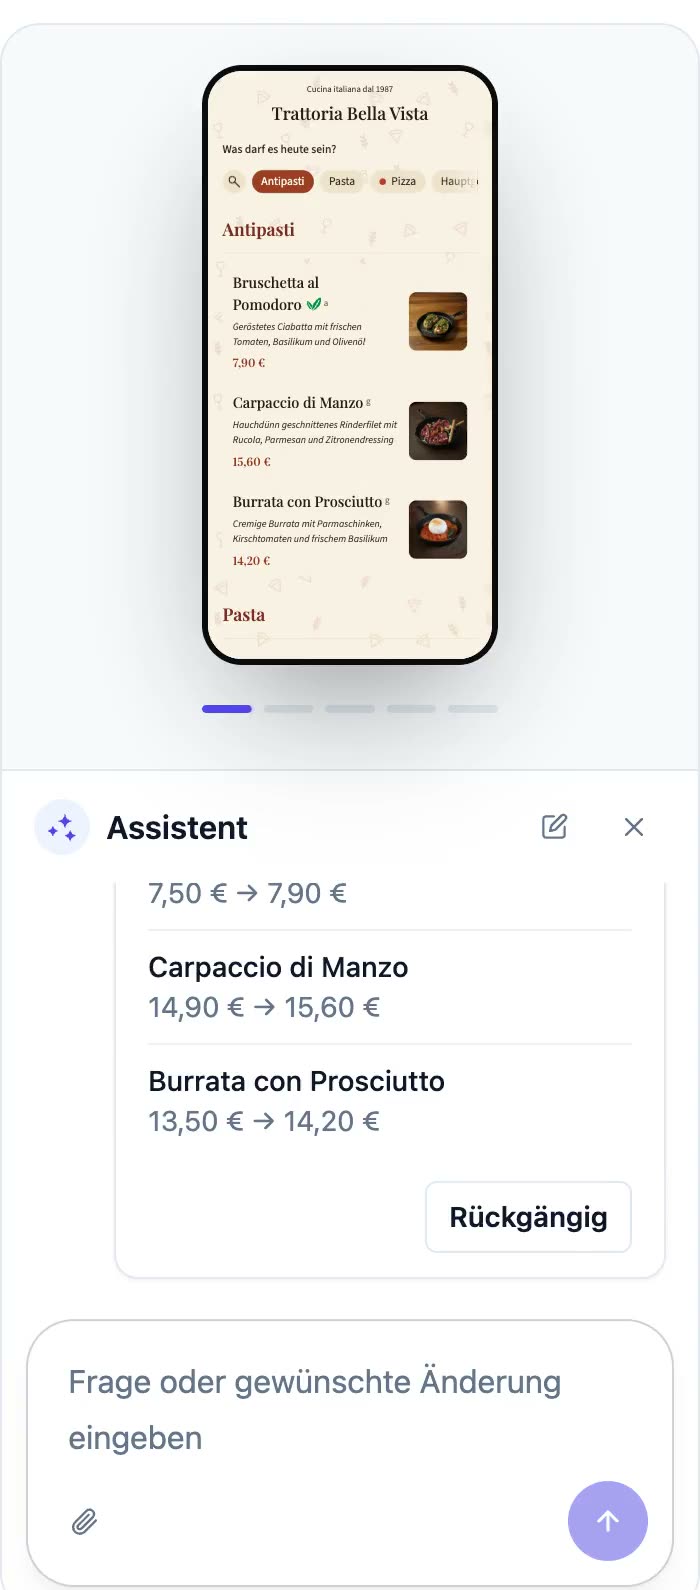 Cucina italiana dal 1987
Trattoria Bella Vista
Was darf es heute sein?
Antipasti
Pasta
Pizza
Antipasti
Bruschetta al
Pomodoro a
Geröstetes Ciabatta mit frischen
Tomaten, Basilikum und Olivenöl
7,90 €
Carpaccio di Manzo g
Hauchdünn geschnittenes Rinderfilet mit
Rucola, Parmesan und Zitronendressing
15,60 €
Burrata con Prosciutto g
Cremige Burrata mit Parmaschinken,
Kirschtomaten und frischem Basilikum
14,20 €
Pasta
Assistent
7,50 € → 7,90 €
Carpaccio di Manzo
14,90 € → 15,60 €
Burrata con Prosciutto
13,50 € → 14,20 €
Rückgängig
Frage oder gewünschte Änderung
eingeben